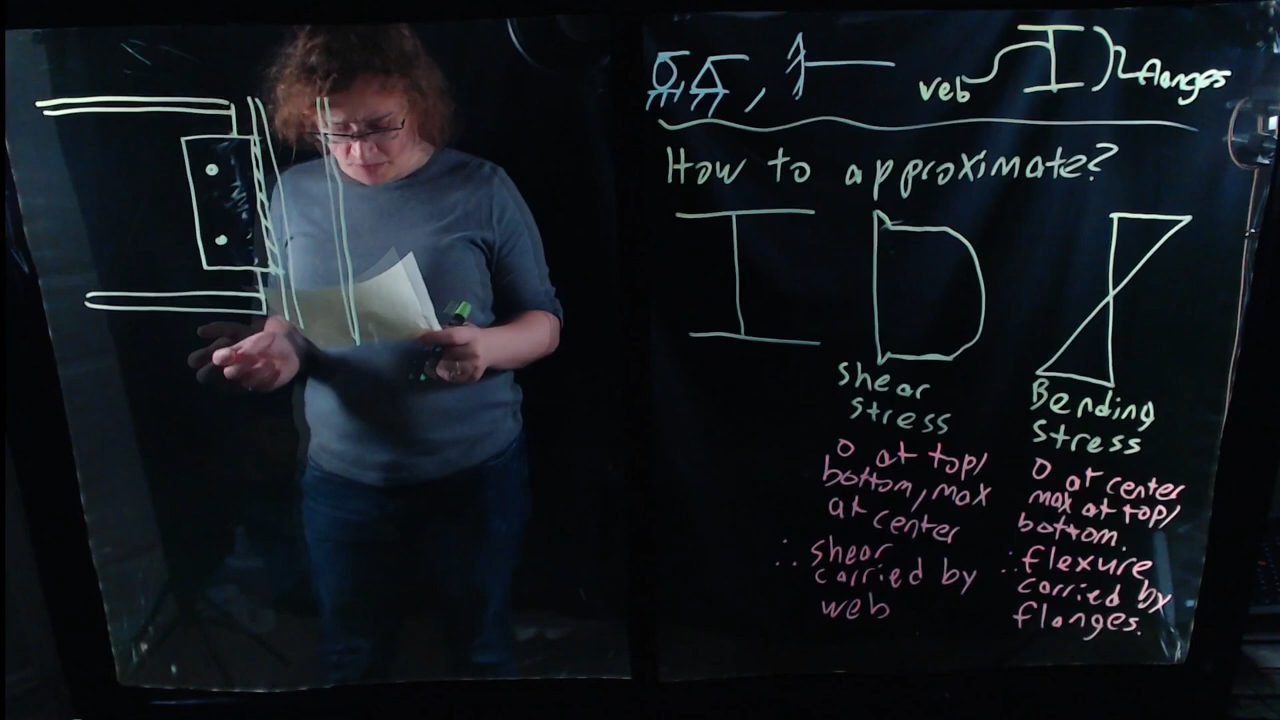 web
flanges
How to approximate?
shear
stress
0 at top/
bottom, max
at center
∴ shear
carried by
web
Bending
stress
0 at center
max at top/
bottom.
∴ flexure
carried by
flanges.